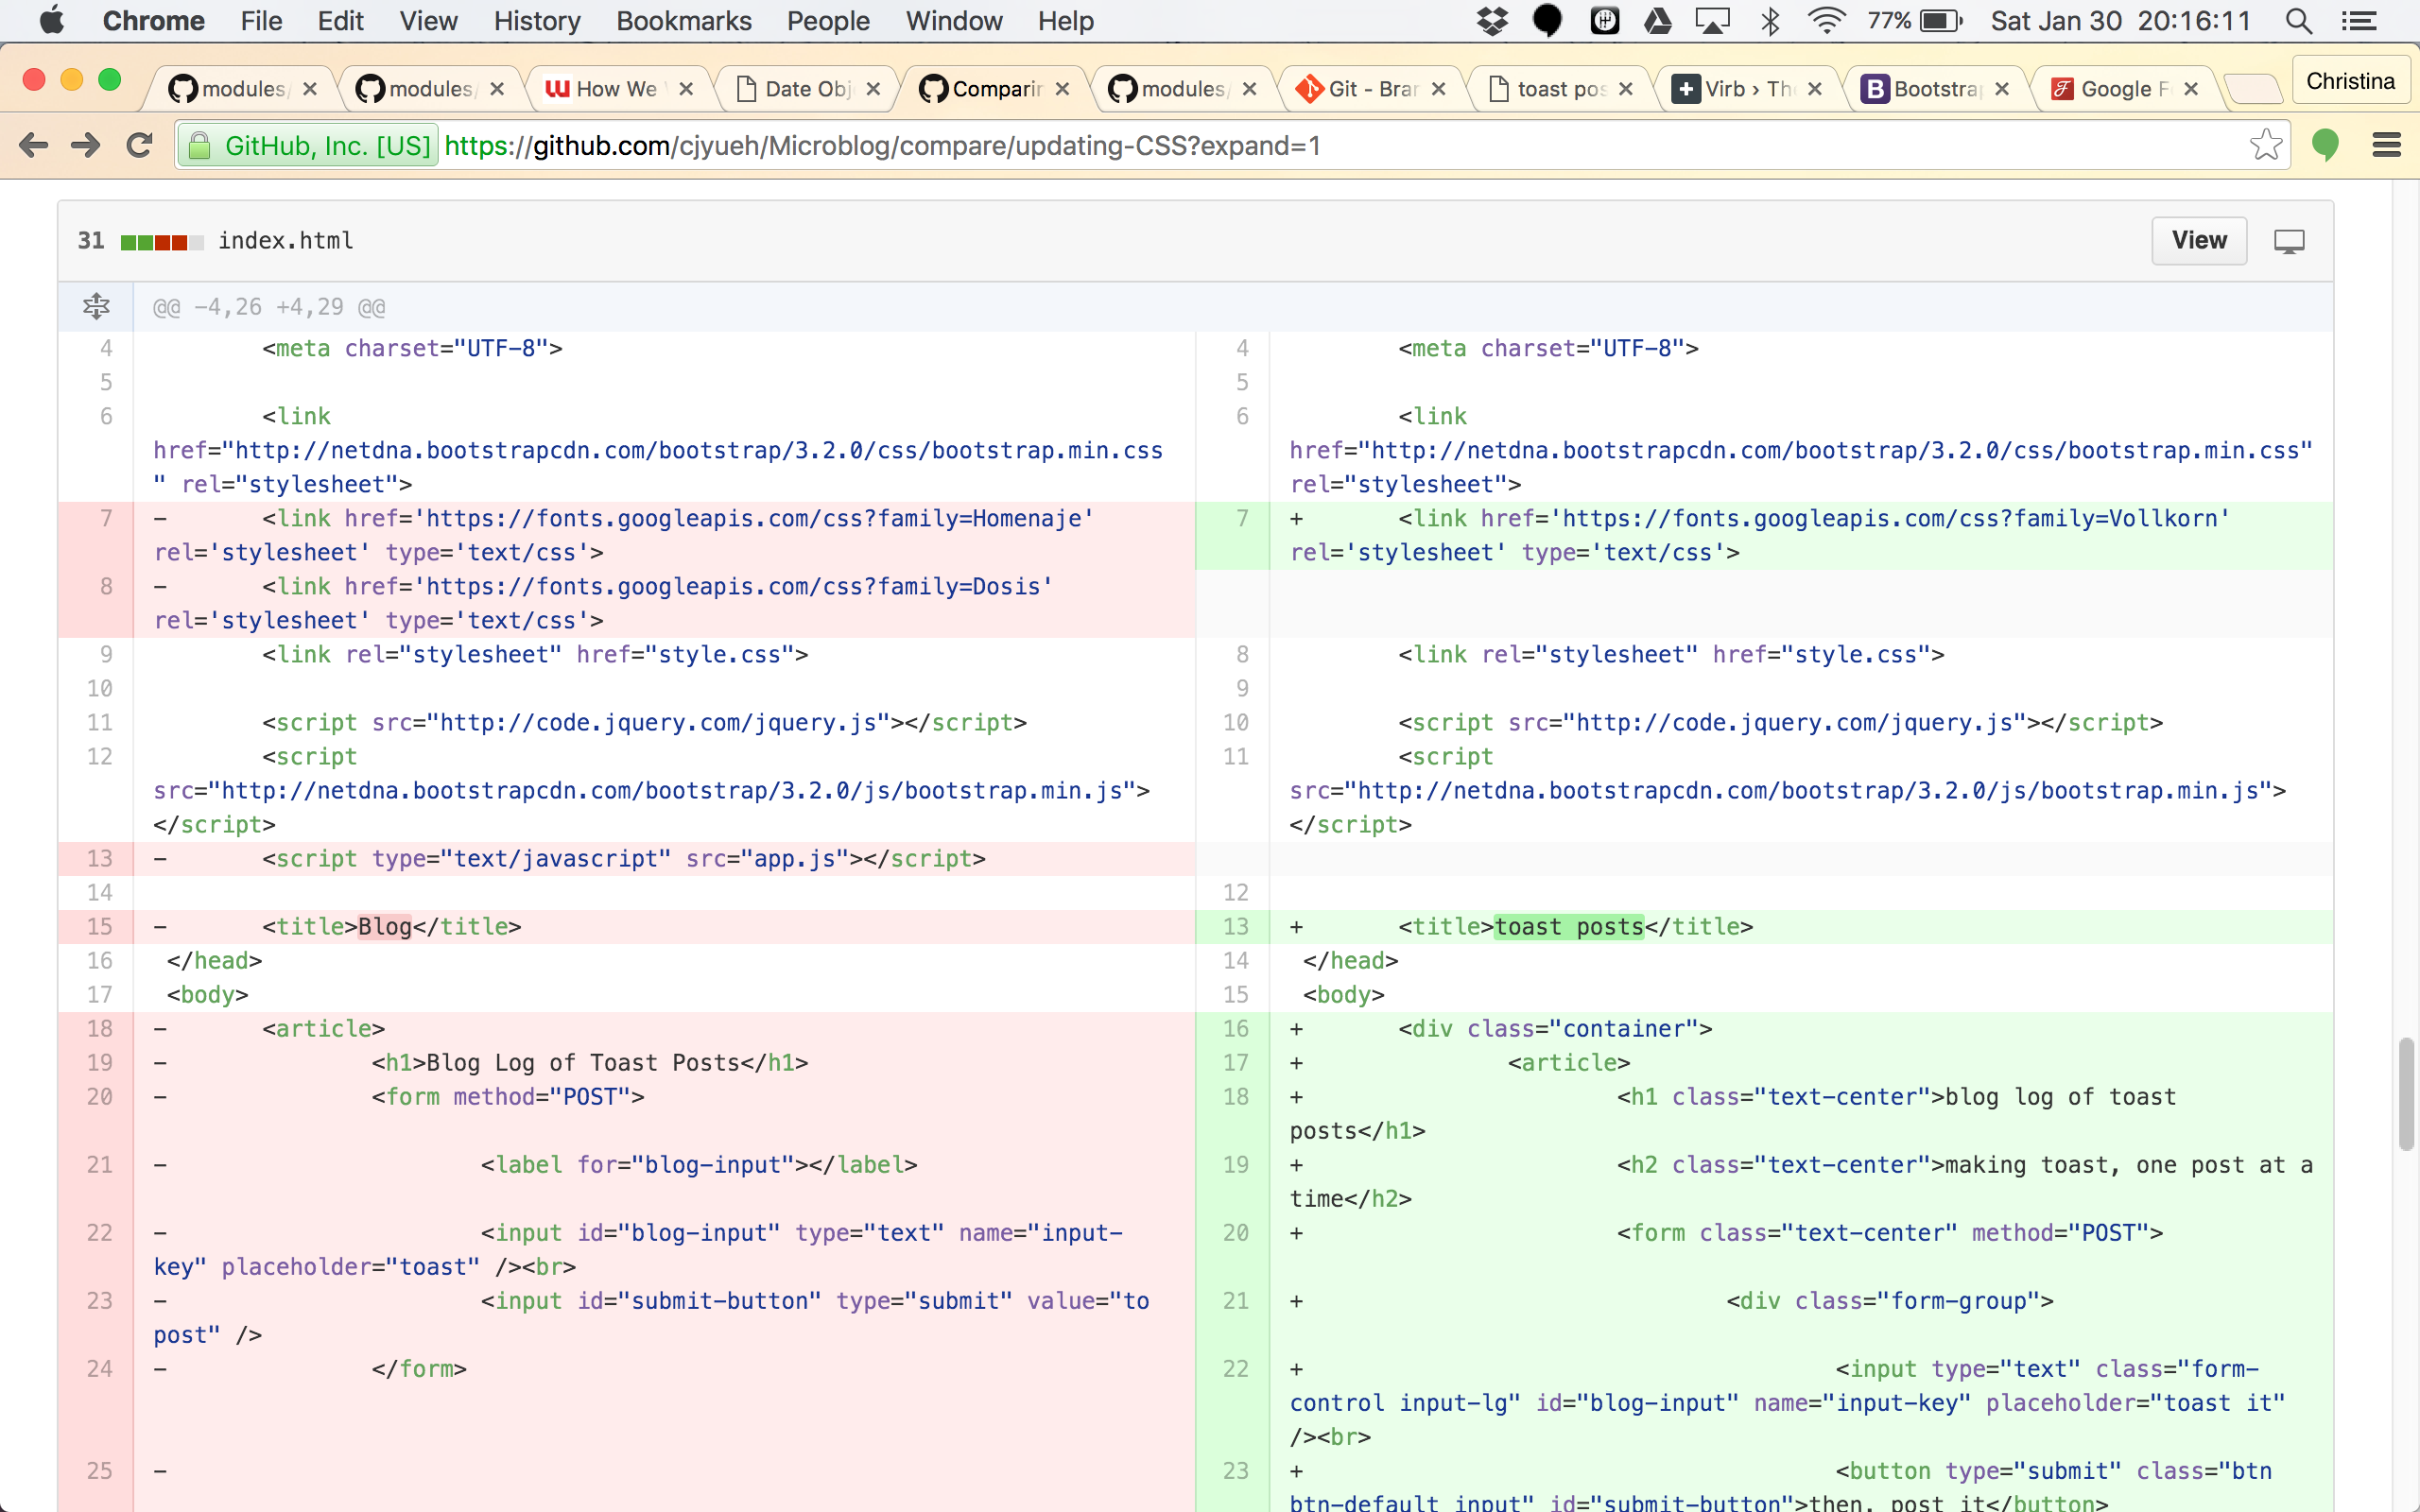 Chrome File Edit View History Bookmarks People Window Help 77% Sat Jan 30 20:16:11
modules/ modules/ How We Date Obj Comparin modules/ Git - Bran toast pos Virb › Th Bootstrap Google F Christina
GitHub, Inc. [US] https://github.com/cjyueh/Microblog/compare/updating-CSS?expand=1
31 index.html View
@@ -4,26 +4,29 @@
4 <meta charset="UTF-8">
5
6 <link
href="http://netdna.bootstrapcdn.com/bootstrap/3.2.0/css/bootstrap.min.css
" rel="stylesheet">
7 - <link href='https://fonts.googleapis.com/css?family=Homenaje'
rel='stylesheet' type='text/css'>
8 - <link href='https://fonts.googleapis.com/css?family=Dosis'
rel='stylesheet' type='text/css'>
9 <link rel="stylesheet" href="style.css">
10
11 <script src="http://code.jquery.com/jquery.js"></script>
12 <script
src="http://netdna.bootstrapcdn.com/bootstrap/3.2.0/js/bootstrap.min.js">
</script>
13 - <script type="text/javascript" src="app.js"></script>
14
15 - <title>Blog</title>
16 </head>
17 <body>
18 - <article>
19 - <h1>Blog Log of Toast Posts</h1>
20 - <form method="POST">
21 - <label for="blog-input"></label>
22 - <input id="blog-input" type="text" name="input-
key" placeholder="toast" /><br>
23 - <input id="submit-button" type="submit" value="to
post" />
24 - </form>
25 -
4 <meta charset="UTF-8">
5
6 <link
href="http://netdna.bootstrapcdn.com/bootstrap/3.2.0/css/bootstrap.min.css"
rel="stylesheet">
7 + <link href='https://fonts.googleapis.com/css?family=Vollkorn'
rel='stylesheet' type='text/css'>
8 <link rel="stylesheet" href="style.css">
9
10 <script src="http://code.jquery.com/jquery.js"></script>
11 <script
src="http://netdna.bootstrapcdn.com/bootstrap/3.2.0/js/bootstrap.min.js">
</script>
12
13 + <title>toast posts</title>
14 </head>
15 <body>
16 + <div class="container">
17 + <article>
18 + <h1 class="text-center">blog log of toast
posts</h1>
19 + <h2 class="text-center">making toast, one post at a
time</h2>
20 + <form class="text-center" method="POST">
21 + <div class="form-group">
22 + <input type="text" class="form-
control input-lg" id="blog-input" name="input-key" placeholder="toast it"
/><br>
23 + <button type="submit" class="btn
btn-default input" id="submit-button">then, post it</button>